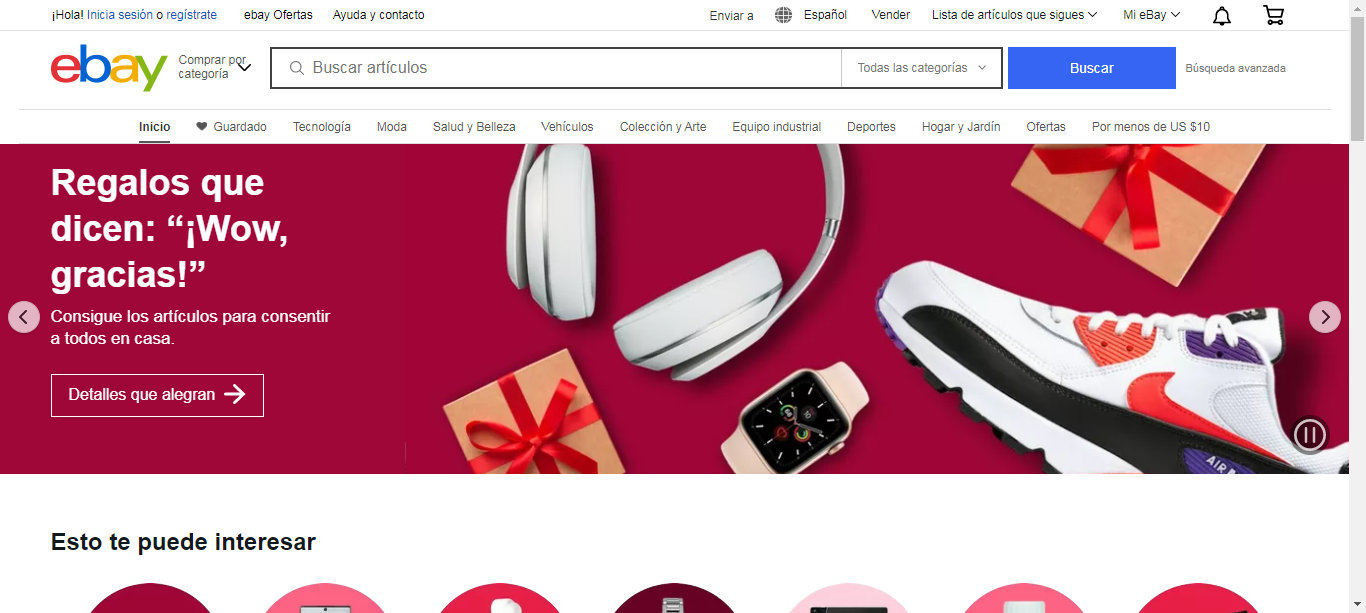 ¡Hola! Inicia sesión o regístrate ebay Ofertas Ayuda y contacto Enviar a Español Vender Lista de artículos que sigues Mi eBay
ebay Comprar por categoría Buscar artículos Todas las categorías Buscar Búsqueda avanzada
Inicio Guardado Tecnología Moda Salud y Belleza Vehículos Colección y Arte Equipo industrial Deportes Hogar y Jardín Ofertas Por menos de US $10
Regalos que
dicen: “¡Wow,
gracias!”
Consigue los artículos para consentir
a todos en casa.
Detalles que alegran
AIR
Esto te puede interesar